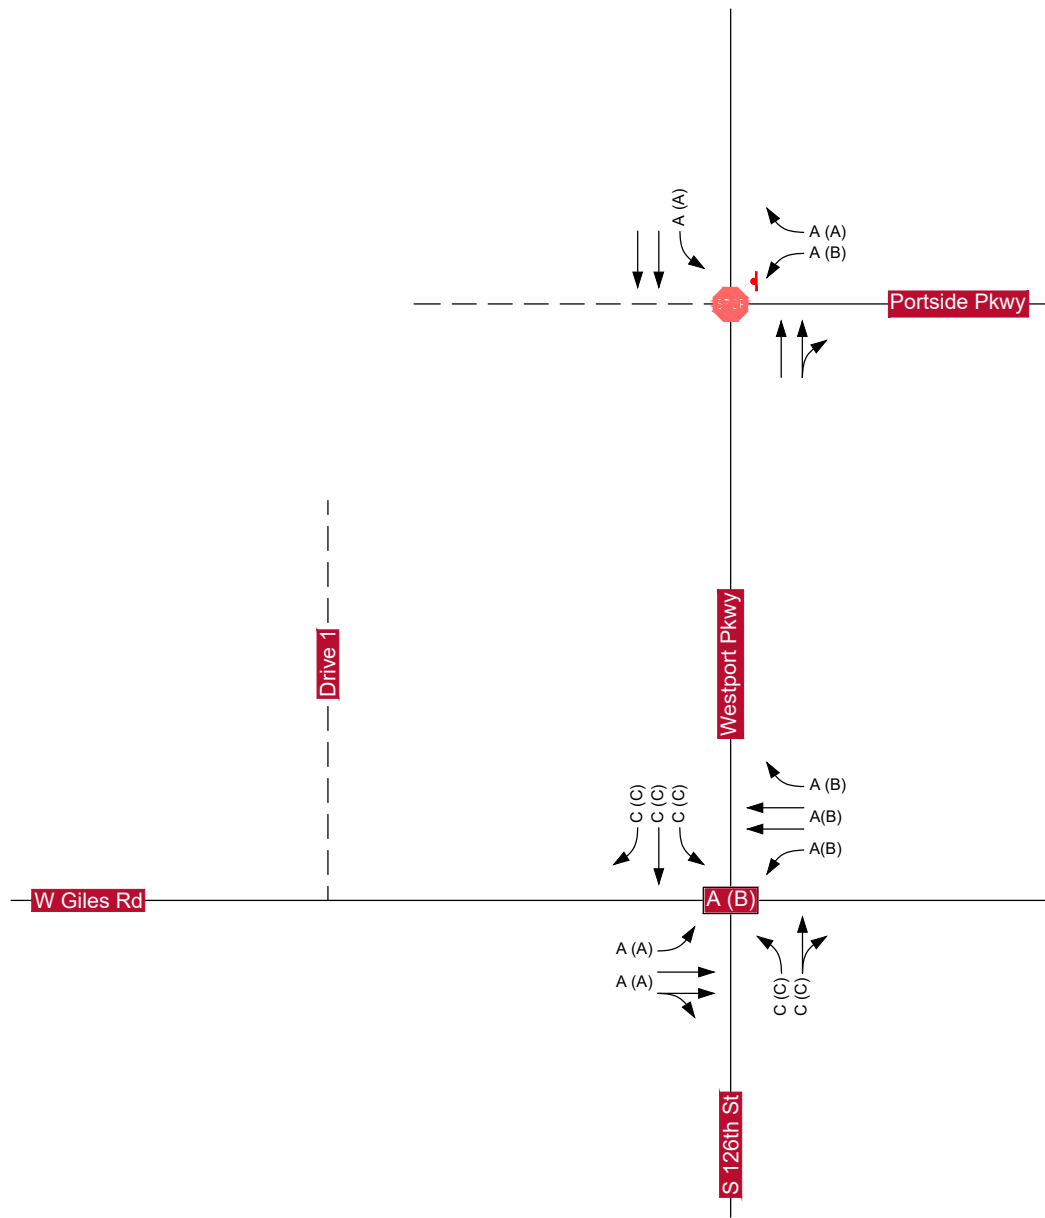 A (A)
A (A)
A (B)
Portside Pkwy
Westport Pkwy
Drive 1
A (B)
A(B)
A(B)
C (C)
C (C)
C (C)
W Giles Rd
A (B)
A (A)
A (A)
C (C)
C (C)
S 126th St